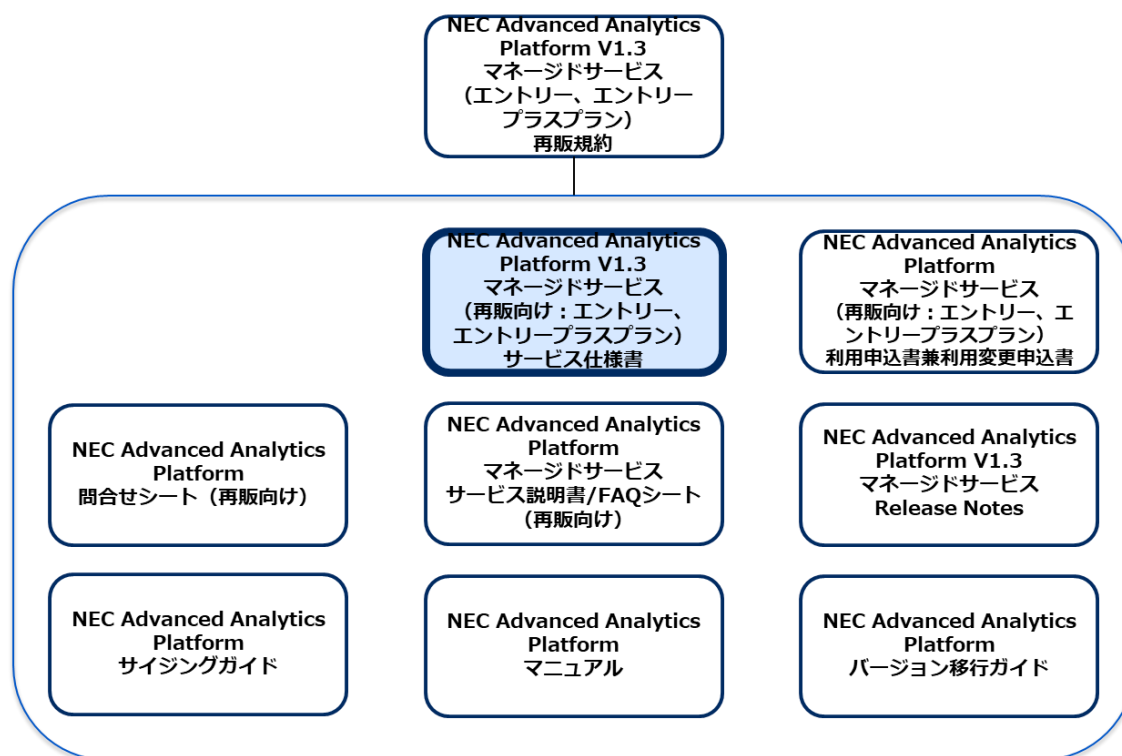 NEC Advanced Analytics
Platform V1.3
マネージドサービス
（エントリー、エントリー
プラスプラン）
再販規約
NEC Advanced Analytics
Platform V1.3
マネージドサービス
（再販向け：エントリー、
エントリープラスプラン）
サービス仕様書
NEC Advanced Analytics
Platform
マネージドサービス
（再販向け：エントリー、エ
ントリープラスプラン）
利用申込書兼利用変更申込書
NEC Advanced Analytics
Platform
問合せシート（再販向け）
NEC Advanced Analytics
Platform
マネージドサービス
サービス説明書/FAQシート
（再販向け）
NEC Advanced Analytics
Platform V1.3
マネージドサービス
Release Notes
NEC Advanced Analytics
Platform
サイジングガイド
NEC Advanced Analytics
Platform
マニュアル
NEC Advanced Analytics
Platform
バージョン移行ガイド